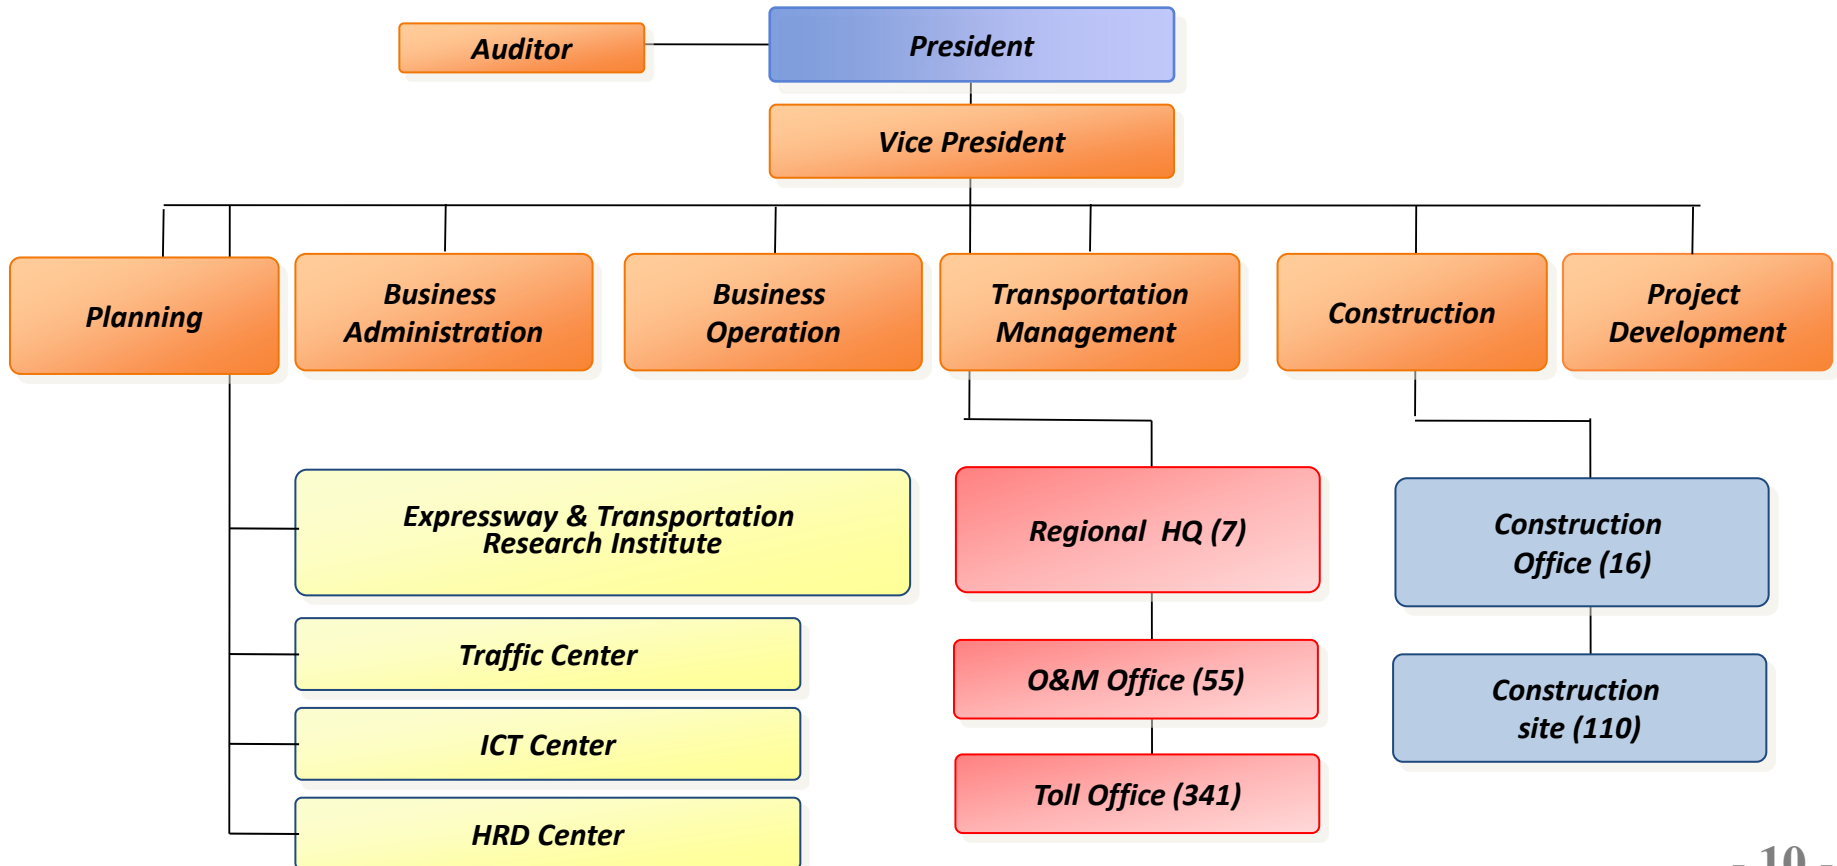 Auditor
President
Vice President
Planning
Business
Administration
Business
Operation
Transportation
Management
Construction
Project
Development
Expressway & Transportation
Research Institute
Traffic Center
ICT Center
HRD Center
Regional HQ (7)
O&M Office (55)
Toll Office (341)
Construction
Office (16)
Construction
site (110)
- 10 -